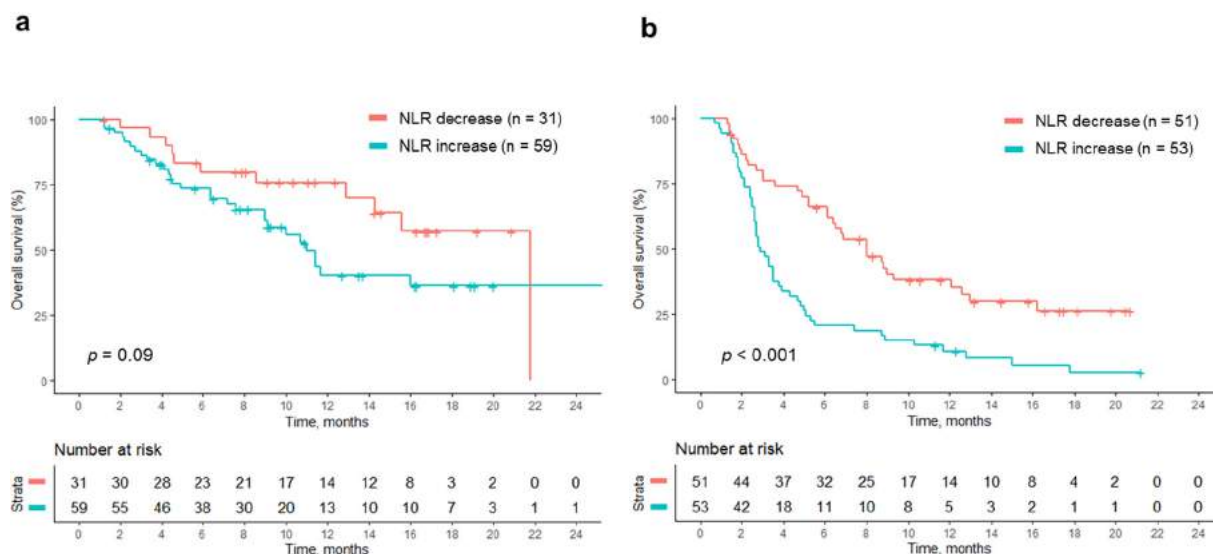 a
100
75
50
25
0
Overall survival (%)
NLR decrease (n = 31)
NLR increase (n = 59)
p = 0.09
0 2 4 6 8 10 12 14 16 18 20 22 24
Time, months
Number at risk
Strata
31 30 28 23 21 17 14 12 8 3 2 0 0
59 55 46 38 30 20 13 10 10 7 3 1 1
0 2 4 6 8 10 12 14 16 18 20 22 24
Time, months
b
100
75
50
25
0
Overall survival (%)
NLR decrease (n = 51)
NLR increase (n = 53)
p < 0.001
0 2 4 6 8 10 12 14 16 18 20 22 24
Time, months
Number at risk
Strata
51 44 37 32 25 17 14 10 8 4 2 0 0
53 42 18 11 10 8 5 3 2 1 1 0 0
0 2 4 6 8 10 12 14 16 18 20 22 24
Time, months